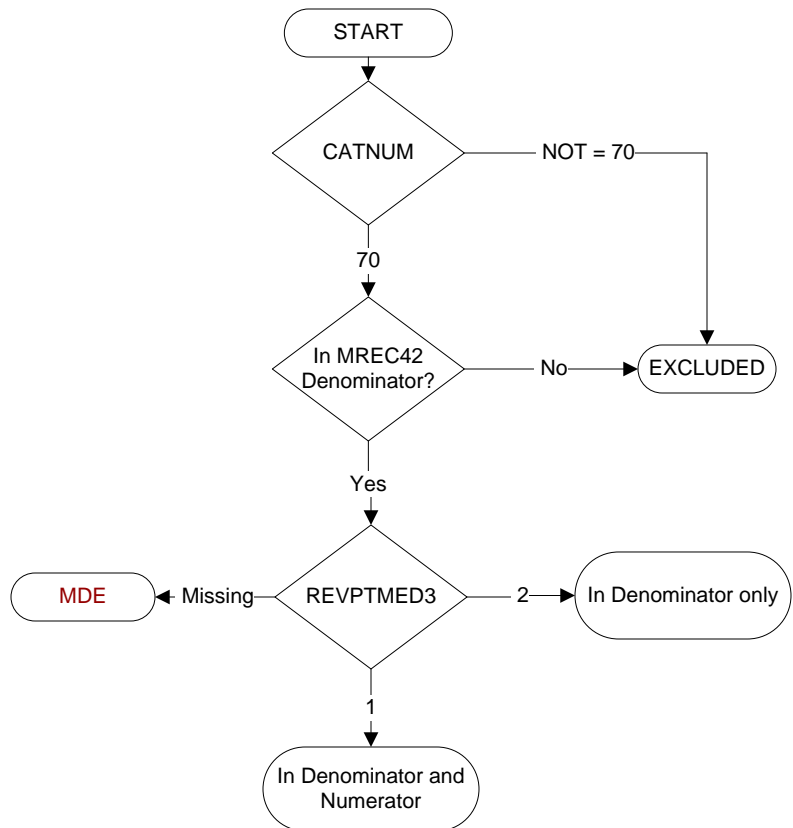 START
CATNUM
NOT = 70
70
In MREC42
Denominator?
No
EXCLUDED
Yes
MDE
Missing
REVPTMED3
2
In Denominator only
1
In Denominator and
Numerator